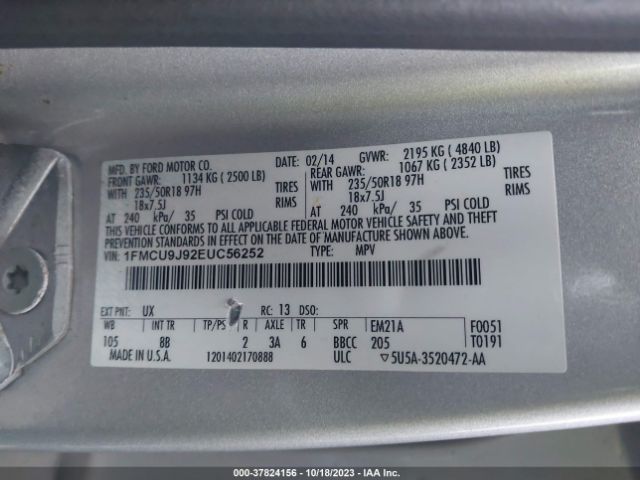 MFD. BY FORD MOTOR CO.
DATE: 02/14 GVWR: 2195 KG ( 4840 LB)
FRONT GAWR: 1134 KG ( 2500 LB) REAR GAWR: 1067 KG ( 2352 LB)
WITH 235/50R18 97H TIRES WITH 235/50R18 97H TIRES
18x7.5J RIMS 18x7.5J RIMS
AT 240 kPa/ 35 PSI COLD AT 240 kPa/ 35 PSI COLD
THIS VEHICLE CONFORMS TO ALL APPLICABLE FEDERAL MOTOR VEHICLE SAFETY AND THEFT
PREVENTION STANDARDS IN EFFECT ON THE DATE OF MANUFACTURE SHOWN ABOVE.
VIN: 1FMCU9J92EUC56252 TYPE: MPV
EXT PNT: UX RC: 13 DSO:
WB INT TR TP/PS R AXLE TR SPR EM21A F0051
105 8B 2 3A 6 BBCC 205 T0191
MADE IN U.S.A. 1201402170888 ULC ▽5U5A-3520472-AA
000-37824156 | 10/18/2023 | IAA Inc.